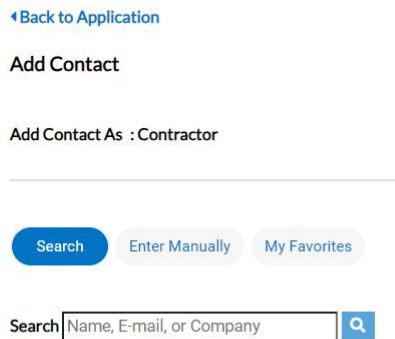 Back to Application
Add Contact
Add Contact As : Contractor
Search Enter Manually My Favorites
Search Name, E-mail, or Company